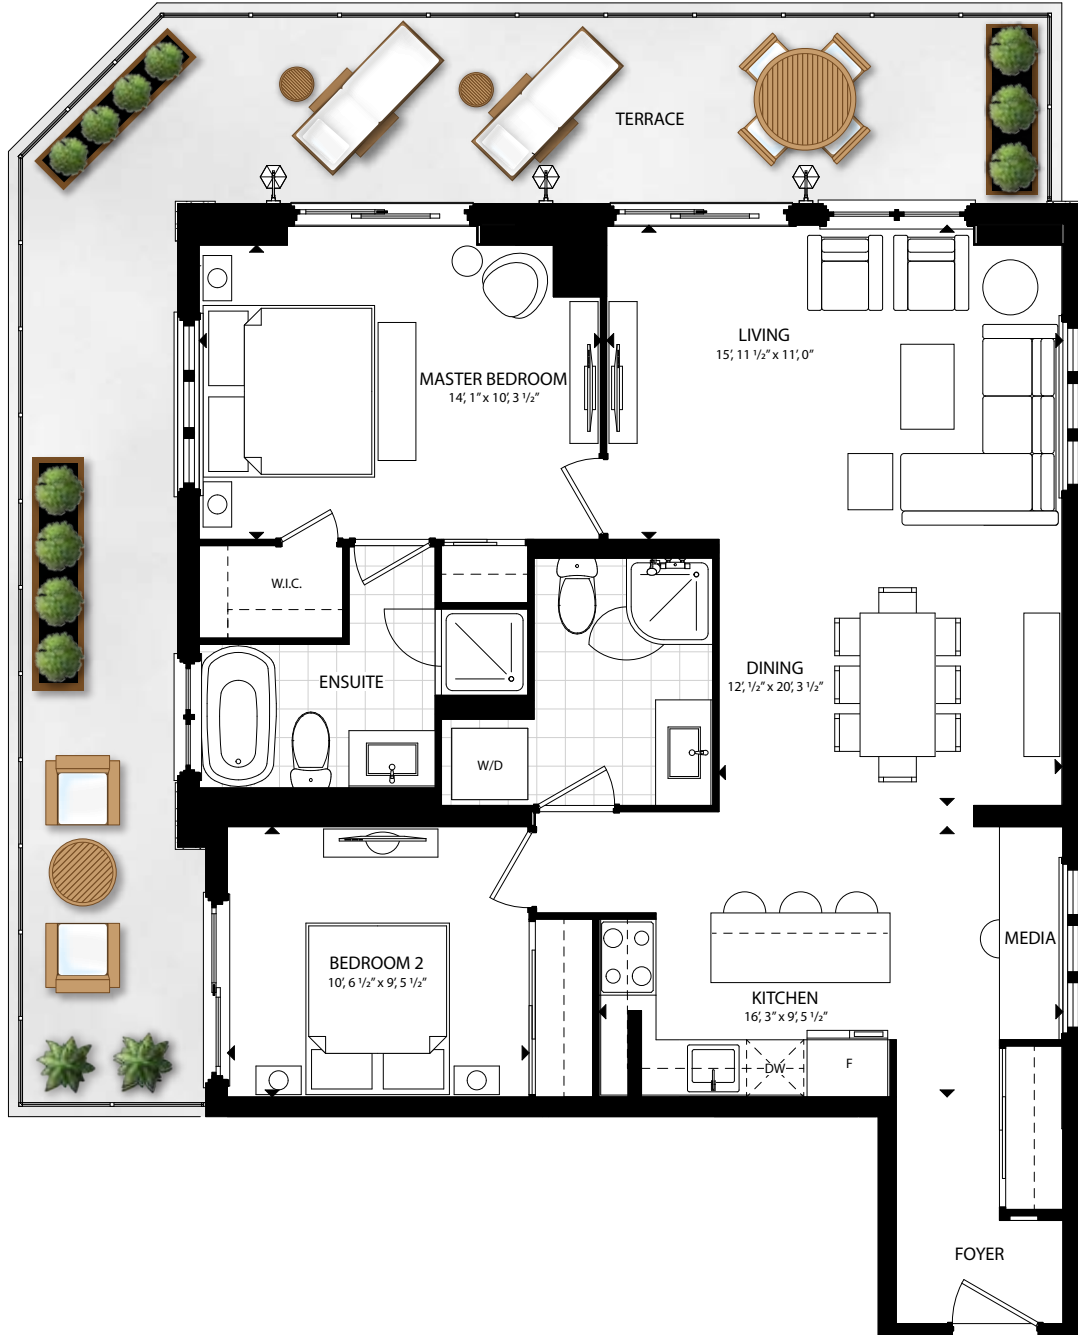 TERRACE
LIVING
15', 11 ½" x 11', 0"
MASTER BEDROOM
14', 1" x 10', 3 ½"
W.I.C.
ENSUITE
DINING
12', ½" x 20', 3 ½"
W/D
MEDIA
BEDROOM 2
10', 6 ½" x 9', 5 ½"
KITCHEN
16', 3" x 9', 5 ½"
DW
F
FOYER